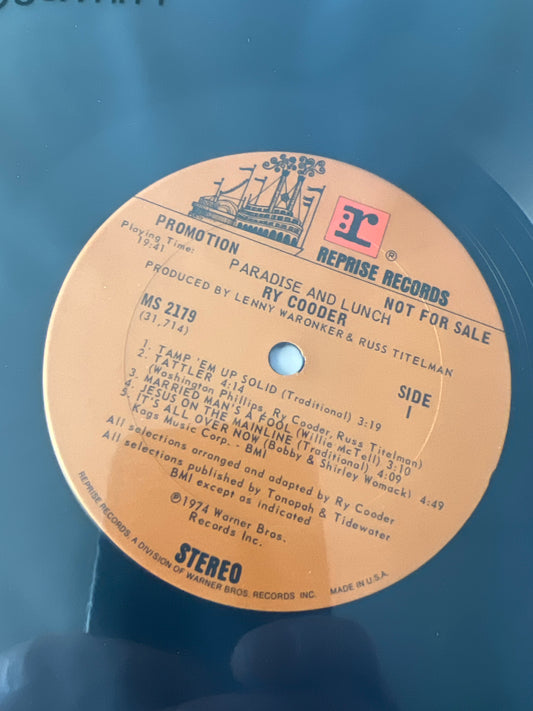 PROMOTION
Playing Time:
19:41
r
®
REPRISE RECORDS
NOT FOR SALE
PARADISE AND LUNCH
RY COODER
PRODUCED BY LENNY WARONKER & RUSS TITELMAN
MS 2179
(31,714)
SIDE
1
1. TAMP 'EM UP SOLID (Traditional) 3:19
2. TATTLER 4:14
(Washington Phillips, Ry Cooder, Russ Titelman)
3. MARRIED MAN'S A FOOL (Willie McTell) 3:10
4. JESUS ON THE MAINLINE (Traditional) 4:09
5. IT'S ALL OVER NOW (Bobby & Shirley Womack) 4:49
Kags Music Corp. - BMI
All selections arranged and adapted by Ry Cooder
All selections published by Tonopah & Tidewater
BMI except as indicated
℗1974 Warner Bros.
Records Inc.
STEREO
REPRISE RECORDS, A DIVISION OF WARNER BROS. RECORDS INC. MADE IN U.S.A.